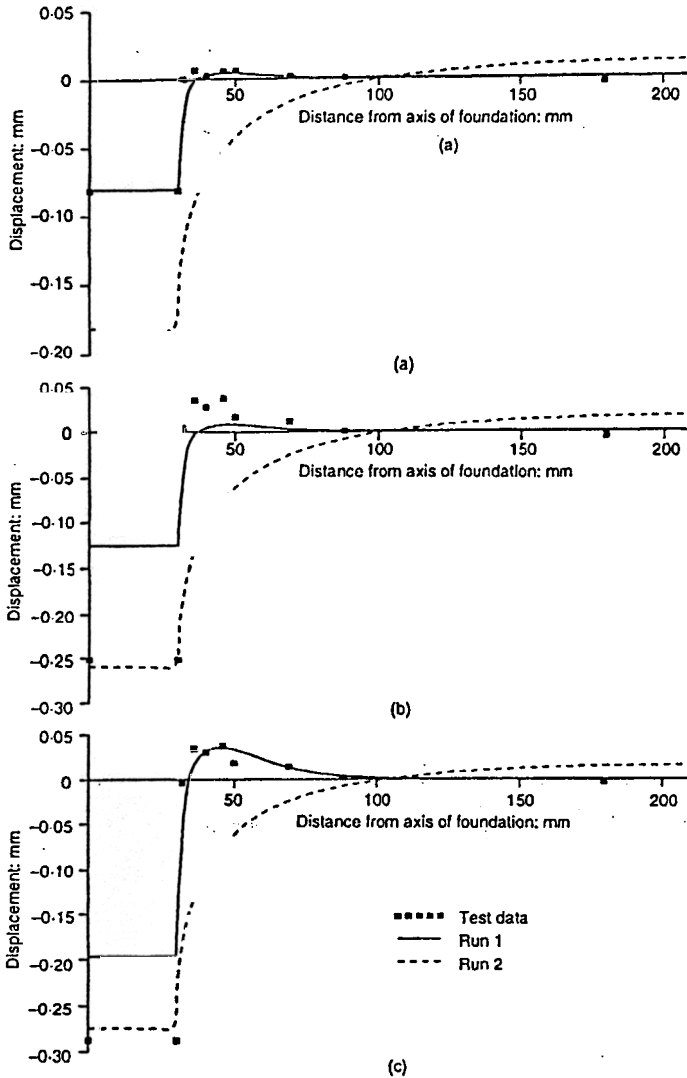 0·05
0
−0·05
−0·10
−0·15
−0·20
Displacement: mm
50
100
150
200
Distance from axis of foundation: mm
(a)
(a)
0·05
0
−0·05
−0·10
−0·15
−0·20
−0·25
−0·30
Displacement: mm
50
100
150
200
Distance from axis of foundation: mm
(b)
0·05
0
−0·05
−0·10
−0·15
−0·20
−0·25
−0·30
Displacement: mm
50
100
150
200
Distance from axis of foundation: mm
Test data
Run 1
Run 2
(c)